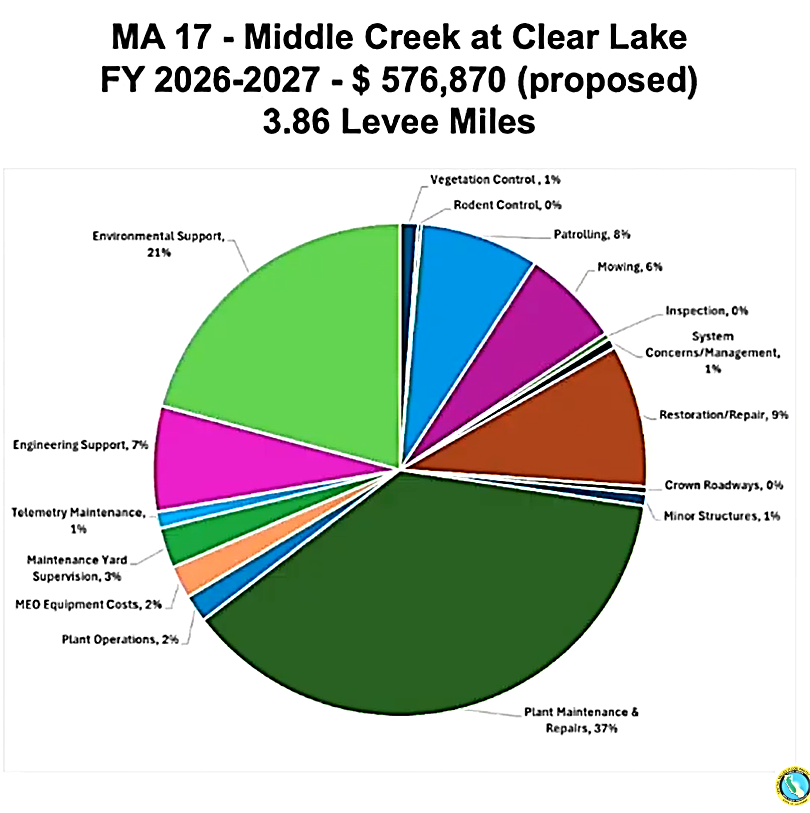 MA 17 - Middle Creek at Clear Lake
FY 2026-2027 - $ 576,870 (proposed)
3.86 Levee Miles
Vegetation Control , 1%
Rodent Control, 0%
Patrolling, 8%
Mowing, 6%
Inspection, 0%
System
Concerns/Management,
1%
Restoration/Repair, 9%
Crown Roadways, 0%
Minor Structures, 1%
Plant Maintenance &
Repairs, 37%
Plant Operations, 2%
MEO Equipment Costs, 2%
Maintenance Yard
Supervision, 3%
Telemetry Maintenance,
1%
Engineering Support, 7%
Environmental Support,
21%